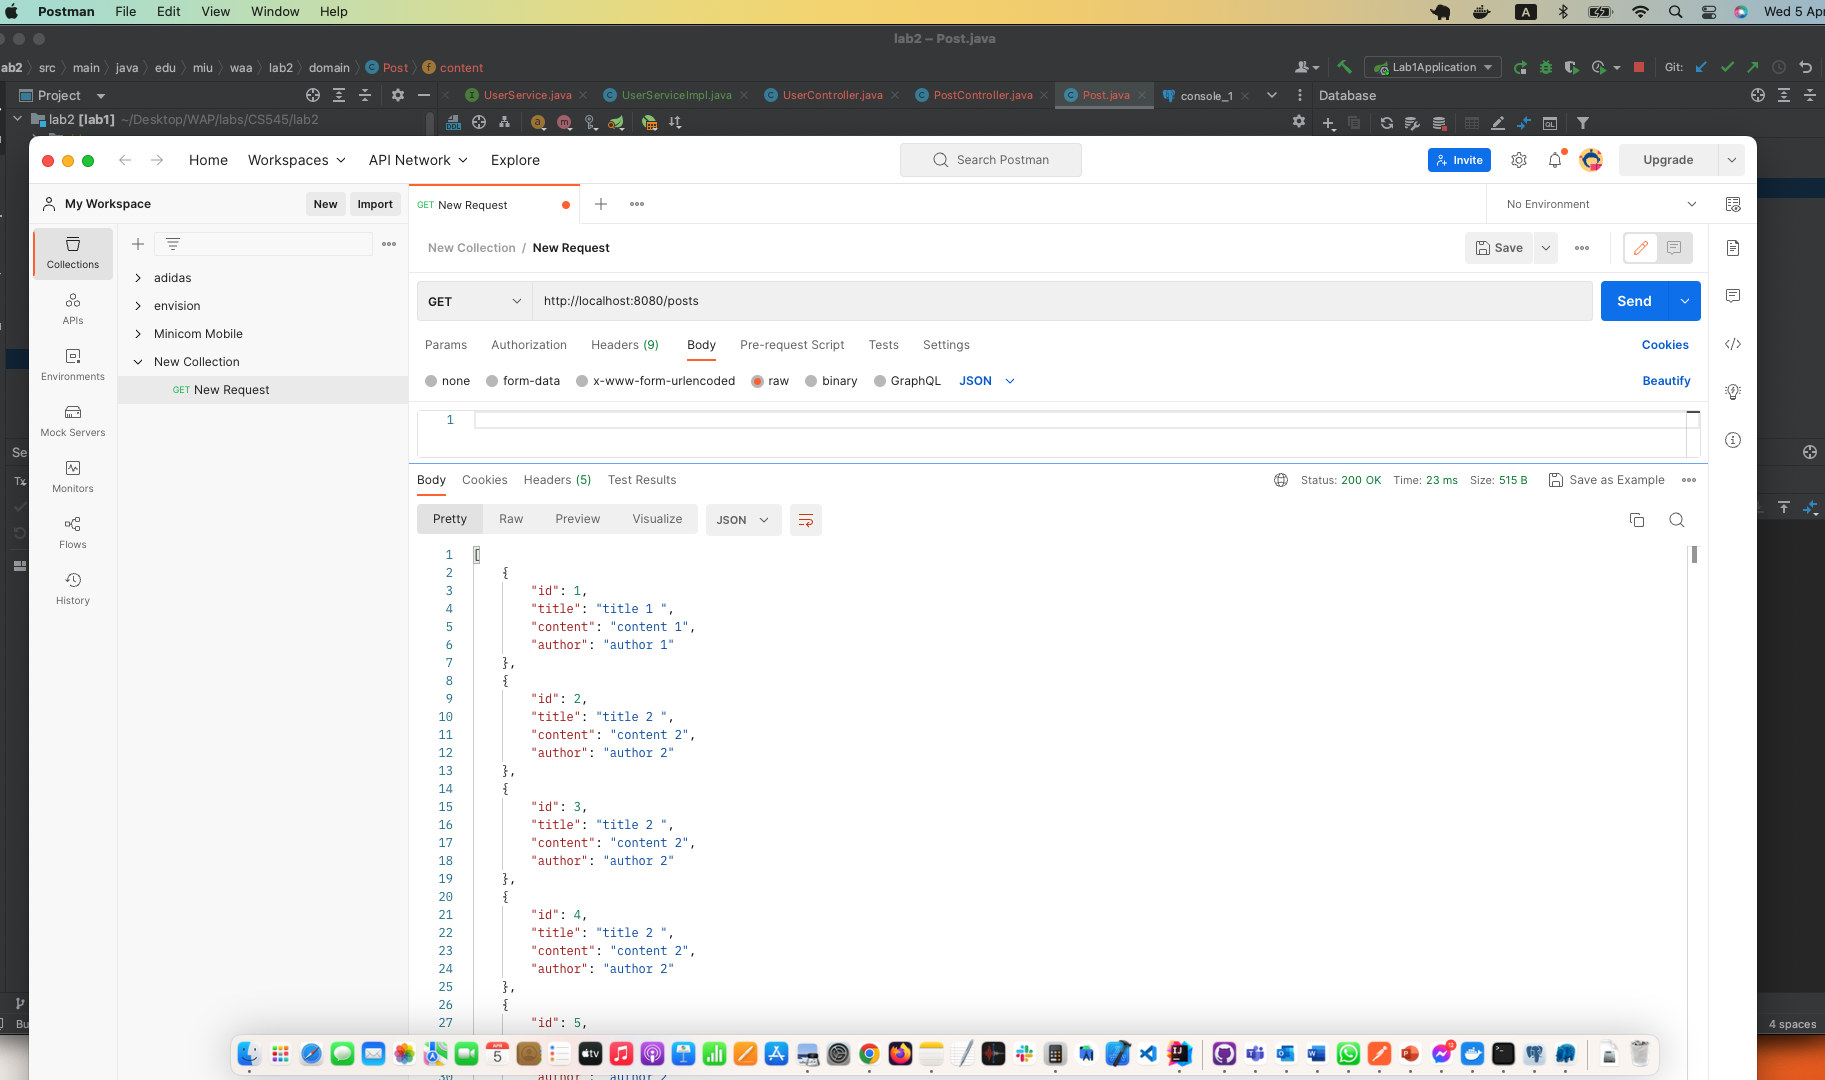 Postman File Edit View Window Help A Wed 5 Apr
lab2 – Post.java
ab2 src main java edu miu waa lab2 domain C Post f content Lab1Application Git:
Project UserService.java UserServiceImpl.java UserController.java PostController.java Post.java console_1 Database
lab2 [lab1] ~/Desktop/WAP/labs/CS545/lab2
Home Workspaces API Network Explore Search Postman Invite Upgrade
My Workspace New Import GET New Request No Environment
Collections
APIs
Environments
Mock Servers
Monitors
Flows
History
adidas
envision
Minicom Mobile
New Collection
GET New Request
New Collection / New Request Save
GET http://localhost:8080/posts Send
Params Authorization Headers (9) Body Pre-request Script Tests Settings Cookies
none form-data x-www-form-urlencoded raw binary GraphQL JSON Beautify
1
Body Cookies Headers (5) Test Results Status: 200 OK Time: 23 ms Size: 515 B Save as Example
Pretty Raw Preview Visualize JSON
1 [
2 {
3 "id": 1,
4 "title": "title 1 ",
5 "content": "content 1",
6 "author": "author 1"
7 },
8 {
9 "id": 2,
10 "title": "title 2 ",
11 "content": "content 2",
12 "author": "author 2"
13 },
14 {
15 "id": 3,
16 "title": "title 2 ",
17 "content": "content 2",
18 "author": "author 2"
19 },
20 {
21 "id": 4,
22 "title": "title 2 ",
23 "content": "content 2",
24 "author": "author 2"
25 },
26 {
27 "id": 5,
Se
Tx
Bu
4 spaces
APR
5
tv